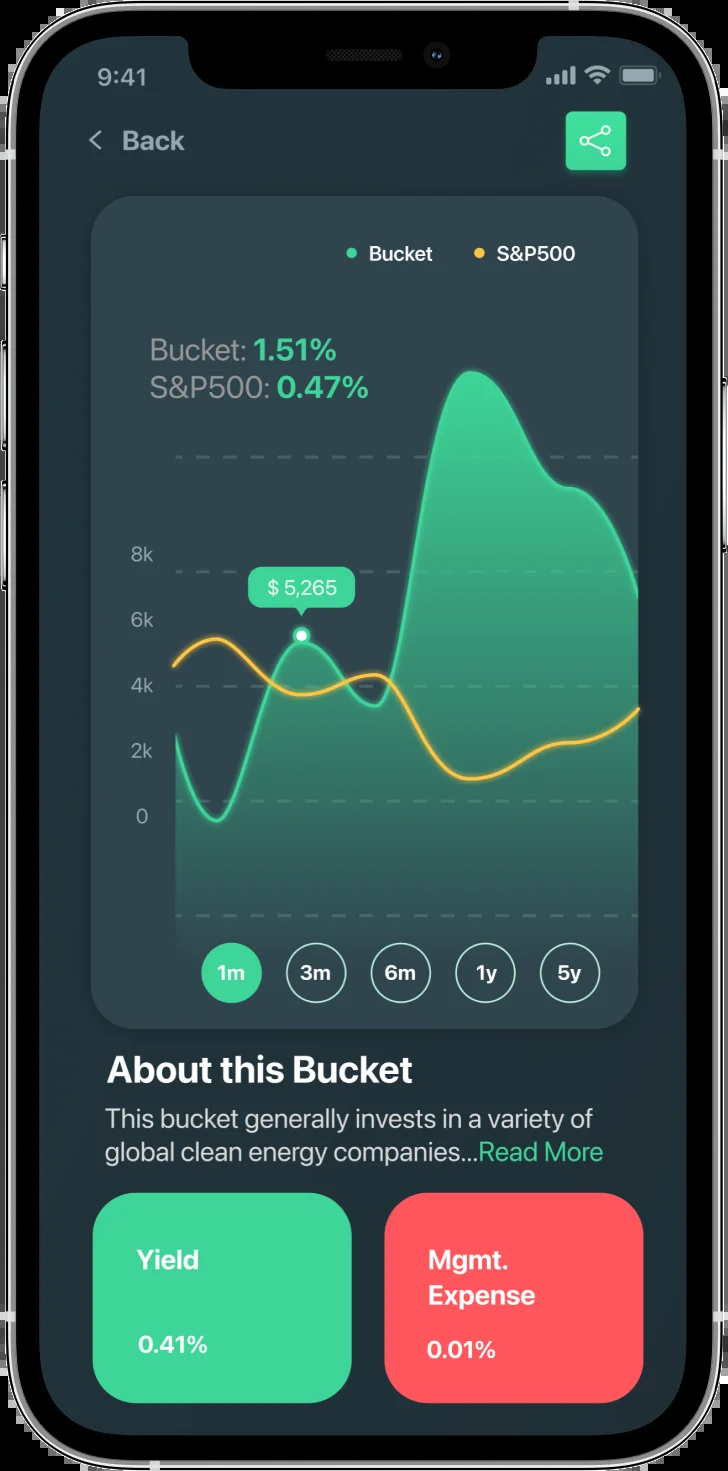 9:41
Back
Bucket S&P500
Bucket: 1.51%
S&P500: 0.47%
8k
$ 5,265
6k
4k
2k
0
1m 3m 6m 1y 5y
About this Bucket
This bucket generally invests in a variety of
global clean energy companies...Read More
Yield
0.41%
Mgmt.
Expense
0.01%